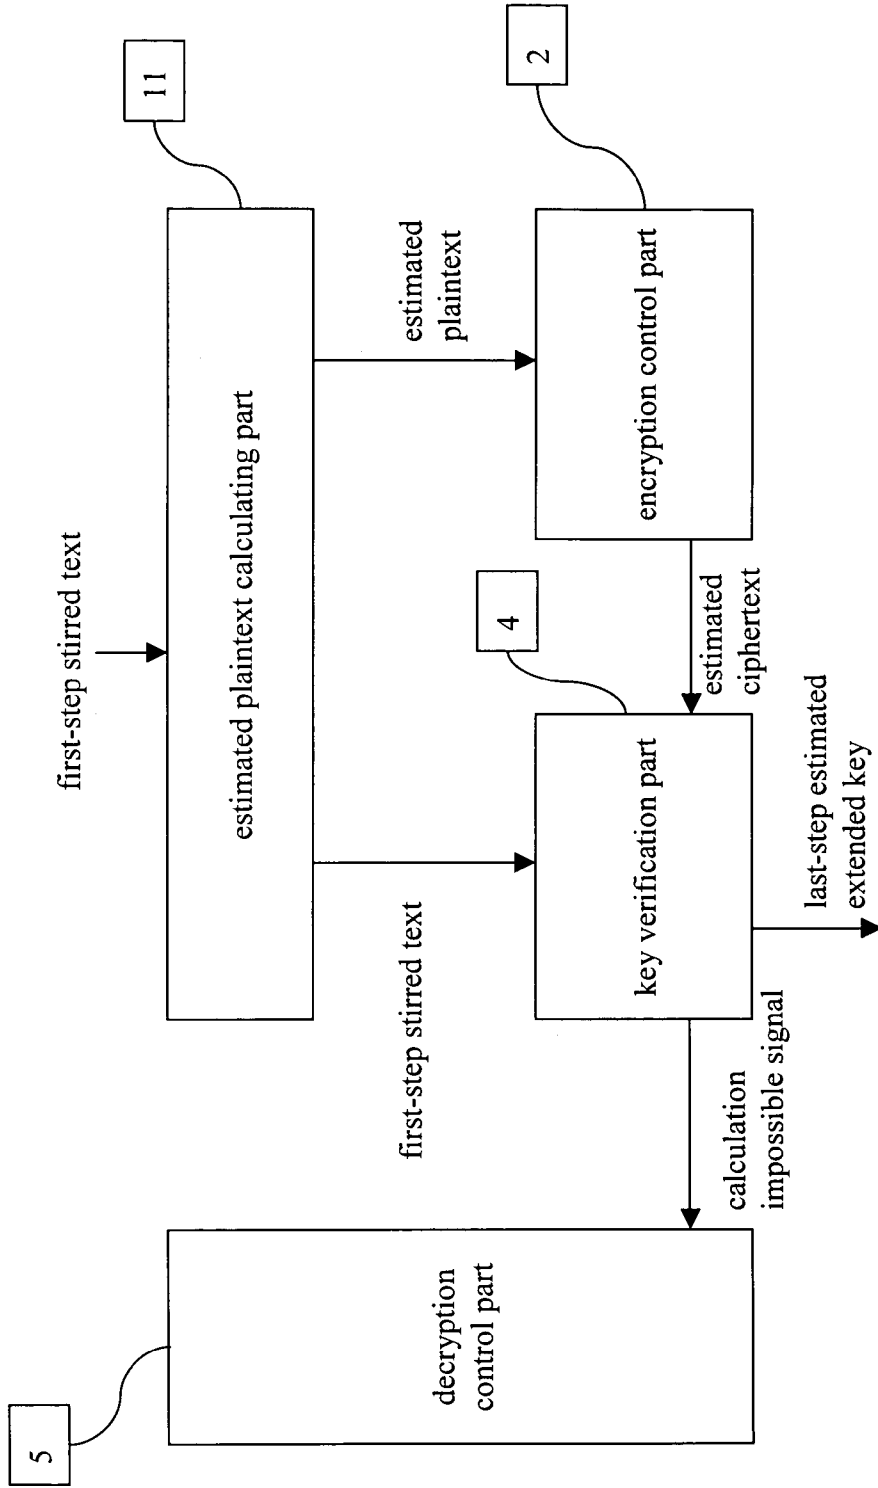 5
decryption
control part
calculation
impossible signal
first-step stirred text
first-step stirred text
estimated plaintext calculating part
11
key verification part
4
last-step estimated
extended key
estimated
ciphertext
estimated
plaintext
encryption control part
2